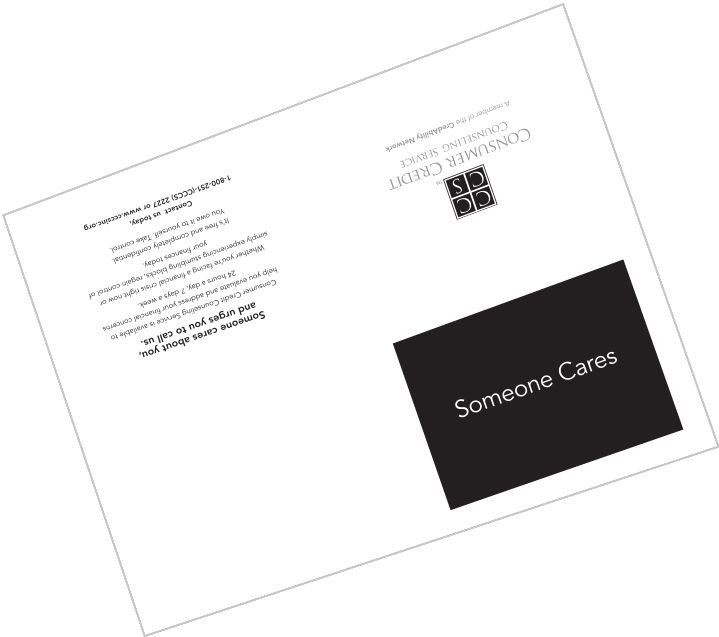 Someone cares about you,
and urges you to call us.
Consumer Credit Counseling Service is available to
help you evaluate and address your financial concerns
24 hours a day, 7 days a week.
Whether you're facing a financial crisis right now or
simply experiencing stumbling blocks, regain control of
your finances today.
It's free and completely confidential.
You owe it to yourself. Take control.
Contact us today.
1-800-251-(CCCS) 2227 or www.cccsinc.org
CC
CS
CONSUMER CREDIT
COUNSELING SERVICE
A member of the CredAbility Network
Someone Cares